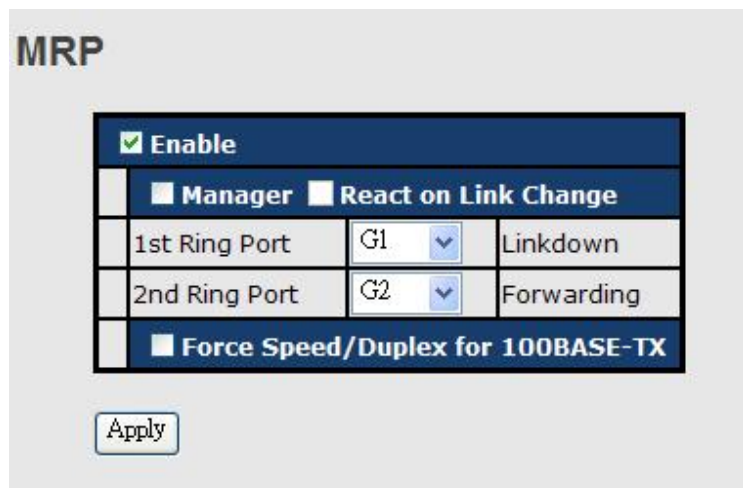 MRP
Enable
Manager React on Link Change
1st Ring Port G1 Linkdown
2nd Ring Port G2 Forwarding
Force Speed/Duplex for 100BASE-TX
Apply